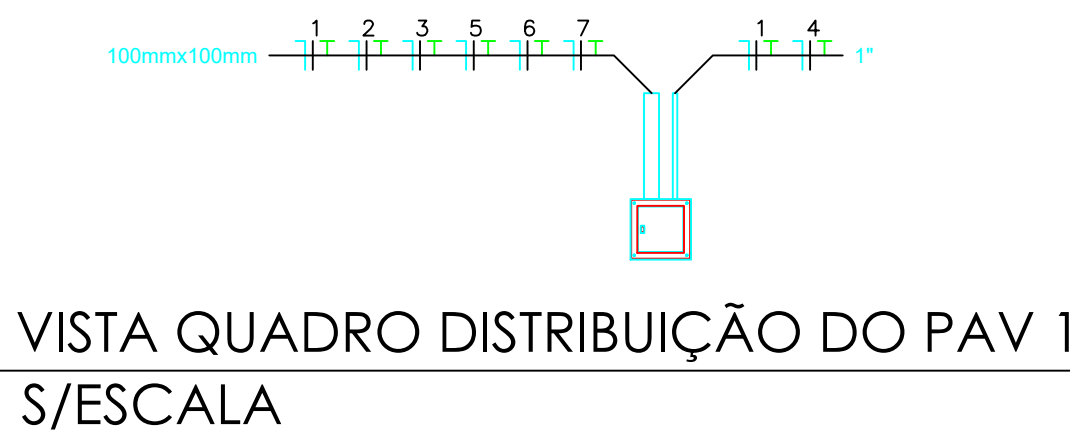 1 2 3 5 6 7 1 4
100mmx100mm 1"
VISTA QUADRO DISTRIBUIÇÃO DO PAV 1
S/ESCALA